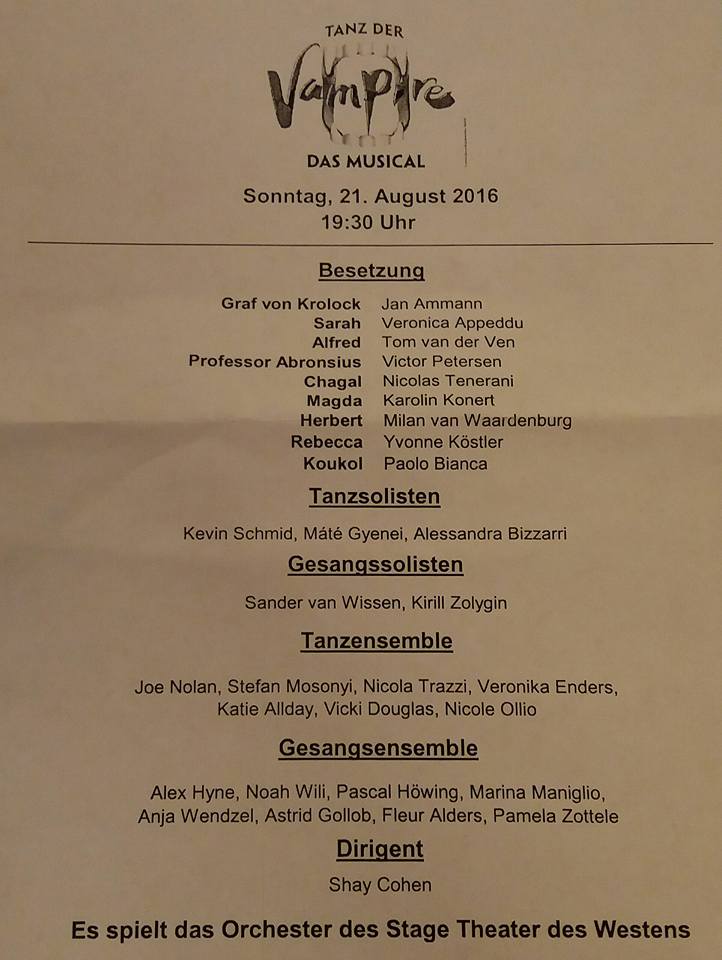 TANZ DER
Vampire
DAS MUSICAL
Sonntag, 21. August 2016
19:30 Uhr
Besetzung
Graf von Krolock Jan Ammann
Sarah Veronica Appeddu
Alfred Tom van der Ven
Professor Abronsius Victor Petersen
Chagal Nicolas Tenerani
Magda Karolin Konert
Herbert Milan van Waardenburg
Rebecca Yvonne Köstler
Koukol Paolo Bianca
Tanzsolisten
Kevin Schmid, Máté Gyenei, Alessandra Bizzarri
Gesangssolisten
Sander van Wissen, Kirill Zolygin
Tanzensemble
Joe Nolan, Stefan Mosonyi, Nicola Trazzi, Veronika Enders,
Katie Allday, Vicki Douglas, Nicole Ollio
Gesangsensemble
Alex Hyne, Noah Wili, Pascal Höwing, Marina Maniglio,
Anja Wendzel, Astrid Gollob, Fleur Alders, Pamela Zottele
Dirigent
Shay Cohen
Es spielt das Orchester des Stage Theater des Westens